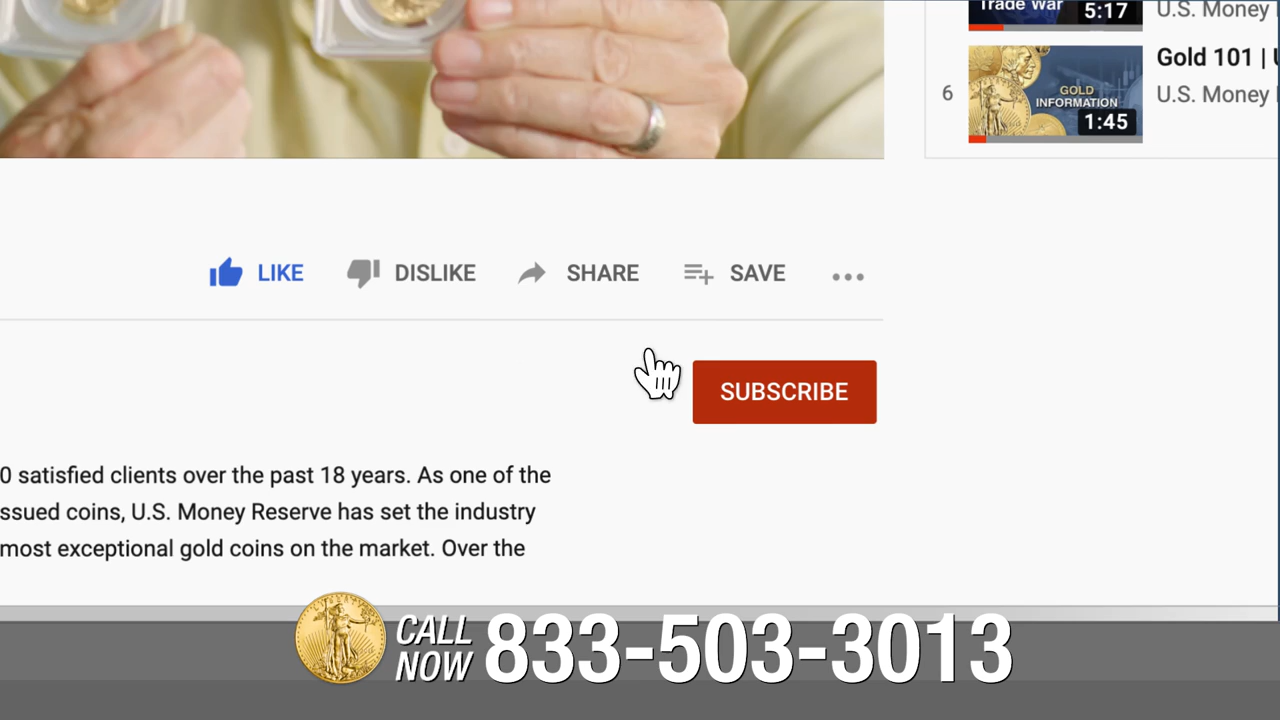 Trade War
5:17
U.S. Money
Gold 101 |
6
GOLD
INFORMATION
1:45
U.S. Money
LIKE
DISLIKE
SHARE
SAVE
SUBSCRIBE
0 satisfied clients over the past 18 years. As one of the
ssued coins, U.S. Money Reserve has set the industry
most exceptional gold coins on the market. Over the
CALL
NOW
833-503-3013